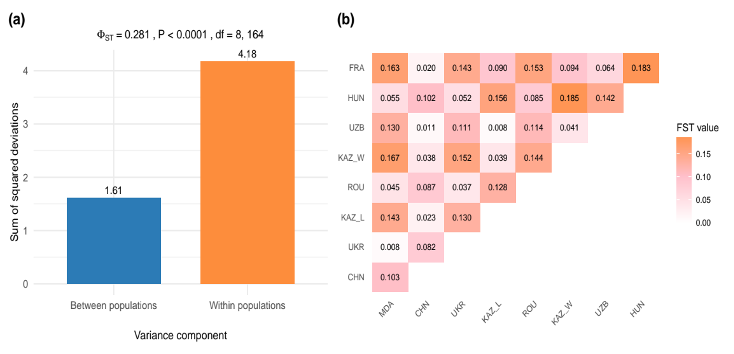 (a)
ΦST = 0.281 , P < 0.0001 , df = 8, 164
Sum of squared deviations
4
3
2
1
0
1.61
4.18
Between populations
Within populations
Variance component
(b)
FRA 0.163 0.020 0.143 0.090 0.153 0.094 0.064 0.183
HUN 0.055 0.102 0.052 0.156 0.085 0.185 0.142
UZB 0.130 0.011 0.111 0.008 0.114 0.041
KAZ_W 0.167 0.038 0.152 0.039 0.144
ROU 0.045 0.087 0.037 0.128
KAZ_L 0.143 0.023 0.130
UKR 0.008 0.082
CHN 0.103
MDA CHN UKR KAZ_L ROU KAZ_W UZB HUN
FST value
0.15
0.10
0.05
0.00